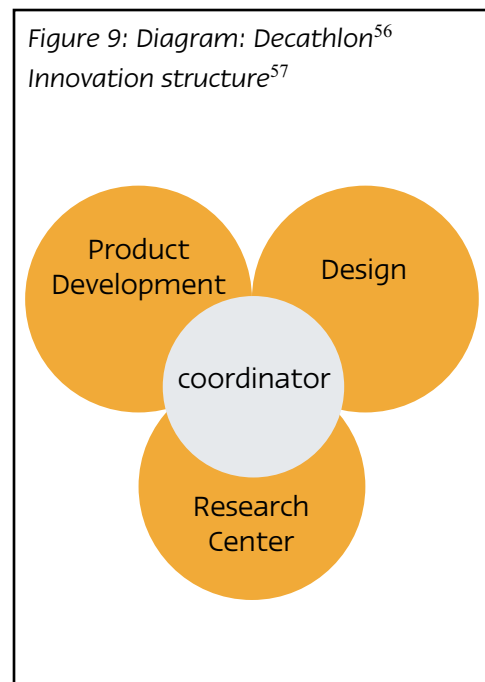 Figure 9: Diagram: Decathlon⁵⁶
Innovation structure⁵⁷
Product
Development
Design
coordinator
Research
Center